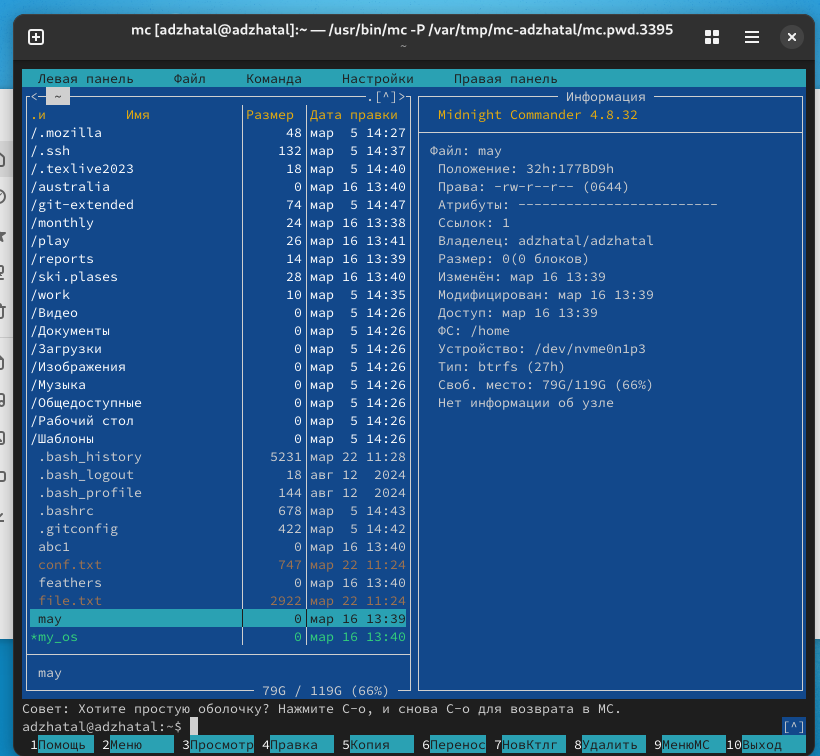 mc [adzhatal@adzhatal]:~ — /usr/bin/mc -P /var/tmp/mc-adzhatal/mc.pwd.3395
~
Левая панель Файл Команда Настройки Правая панель
<— ~ .[^]>
.и Имя Размер Дата правки
/.mozilla 48 мар 5 14:27
/.ssh 132 мар 5 14:37
/.texlive2023 18 мар 5 14:40
/australia 0 мар 16 13:40
/git-extended 74 мар 5 14:47
/monthly 24 мар 16 13:38
/play 26 мар 16 13:41
/reports 14 мар 16 13:39
/ski.plases 28 мар 16 13:40
/work 10 мар 5 14:35
/Видео 0 мар 5 14:26
/Документы 0 мар 5 14:26
/Загрузки 0 мар 5 14:26
/Изображения 0 мар 5 14:26
/Музыка 0 мар 5 14:26
/Общедоступные 0 мар 5 14:26
/Рабочий стол 0 мар 5 14:26
/Шаблоны 0 мар 5 14:26
.bash_history 5231 мар 22 11:28
.bash_logout 18 авг 12 2024
.bash_profile 144 авг 12 2024
.bashrc 678 мар 5 14:43
.gitconfig 422 мар 5 14:42
abc1 0 мар 16 13:40
conf.txt 747 мар 22 11:24
feathers 0 мар 16 13:40
file.txt 2922 мар 22 11:24
may 0 мар 16 13:39
*my_os 0 мар 16 13:40
may
79G / 119G (66%)
Информация
Midnight Commander 4.8.32
Файл: may
Положение: 32h:177BD9h
Права: -rw-r--r-- (0644)
Атрибуты: -------------------------
Ссылок: 1
Владелец: adzhatal/adzhatal
Размер: 0(0 блоков)
Изменён: мар 16 13:39
Модифицирован: мар 16 13:39
Доступ: мар 16 13:39
ФС: /home
Устройство: /dev/nvme0n1p3
Тип: btrfs (27h)
Своб. место: 79G/119G (66%)
Нет информации об узле
Совет: Хотите простую оболочку? Нажмите C-o, и снова C-o для возврата в MC.
adzhatal@adzhatal:~$ [^]
1Помощь 2Меню 3Просмотр 4Правка 5Копия 6Перенос 7НовКтлг 8Удалить 9МенюMC 10Выход